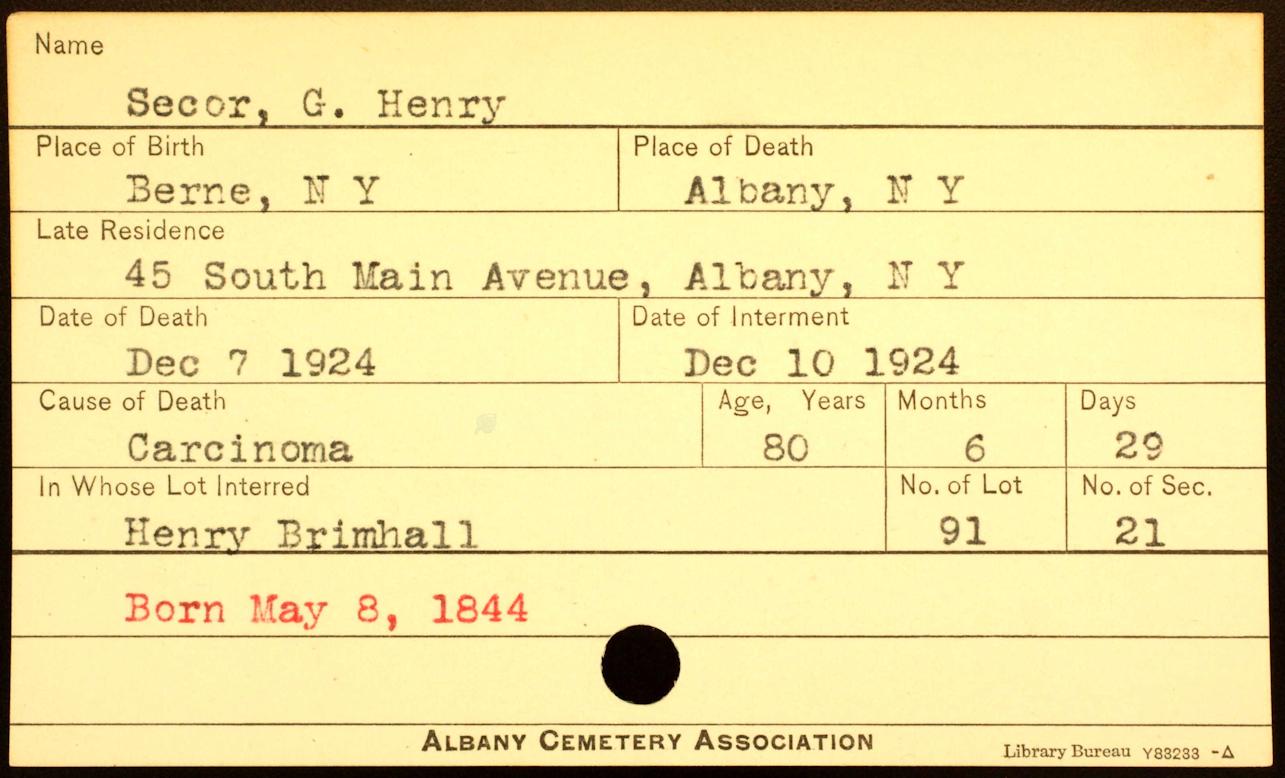 Name
Secor, G. Henry
Place of Birth Place of Death
Berne, N Y Albany, N Y
Late Residence
45 South Main Avenue, Albany, N Y
Date of Death Date of Interment
Dec 7 1924 Dec 10 1924
Cause of Death Age, Years Months Days
Carcinoma 80 6 29
In Whose Lot Interred No. of Lot No. of Sec.
Henry Brimhall 91 21
Born May 8, 1844
ALBANY CEMETERY ASSOCIATION
Library Bureau Y83233 -Δ